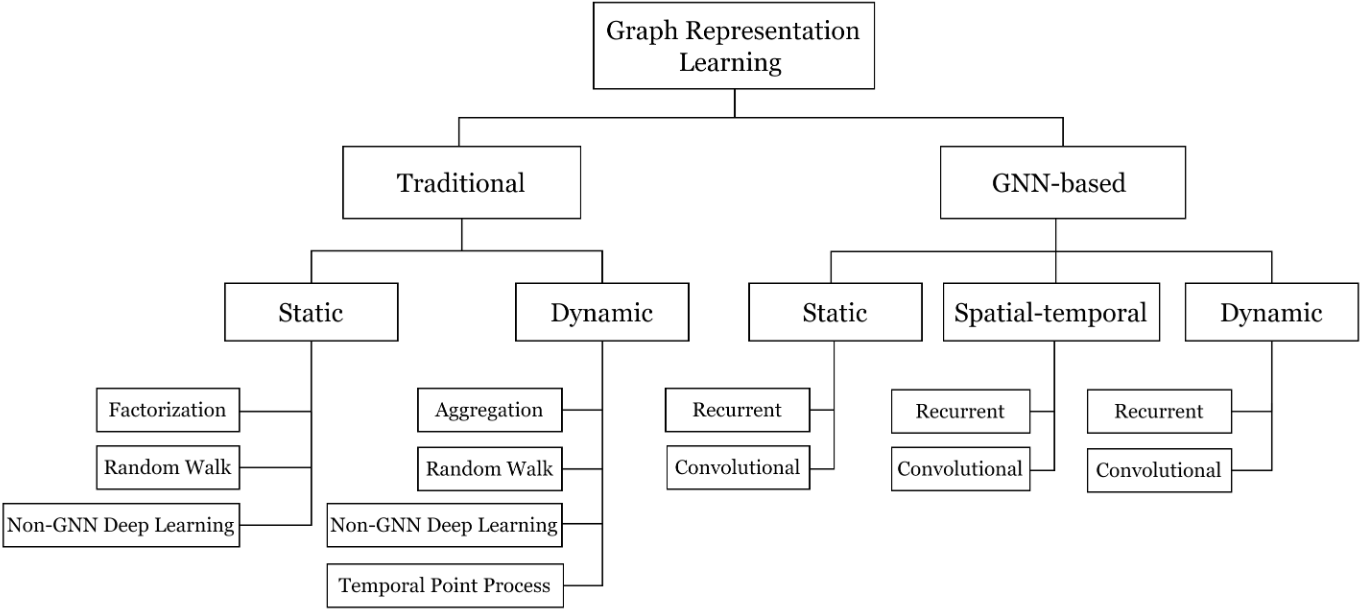 Graph Representation
Learning
Traditional
GNN-based
Static
Dynamic
Static
Spatial-temporal
Dynamic
Factorization
Random Walk
Non-GNN Deep Learning
Aggregation
Random Walk
Non-GNN Deep Learning
Temporal Point Process
Recurrent
Convolutional
Recurrent
Convolutional
Recurrent
Convolutional